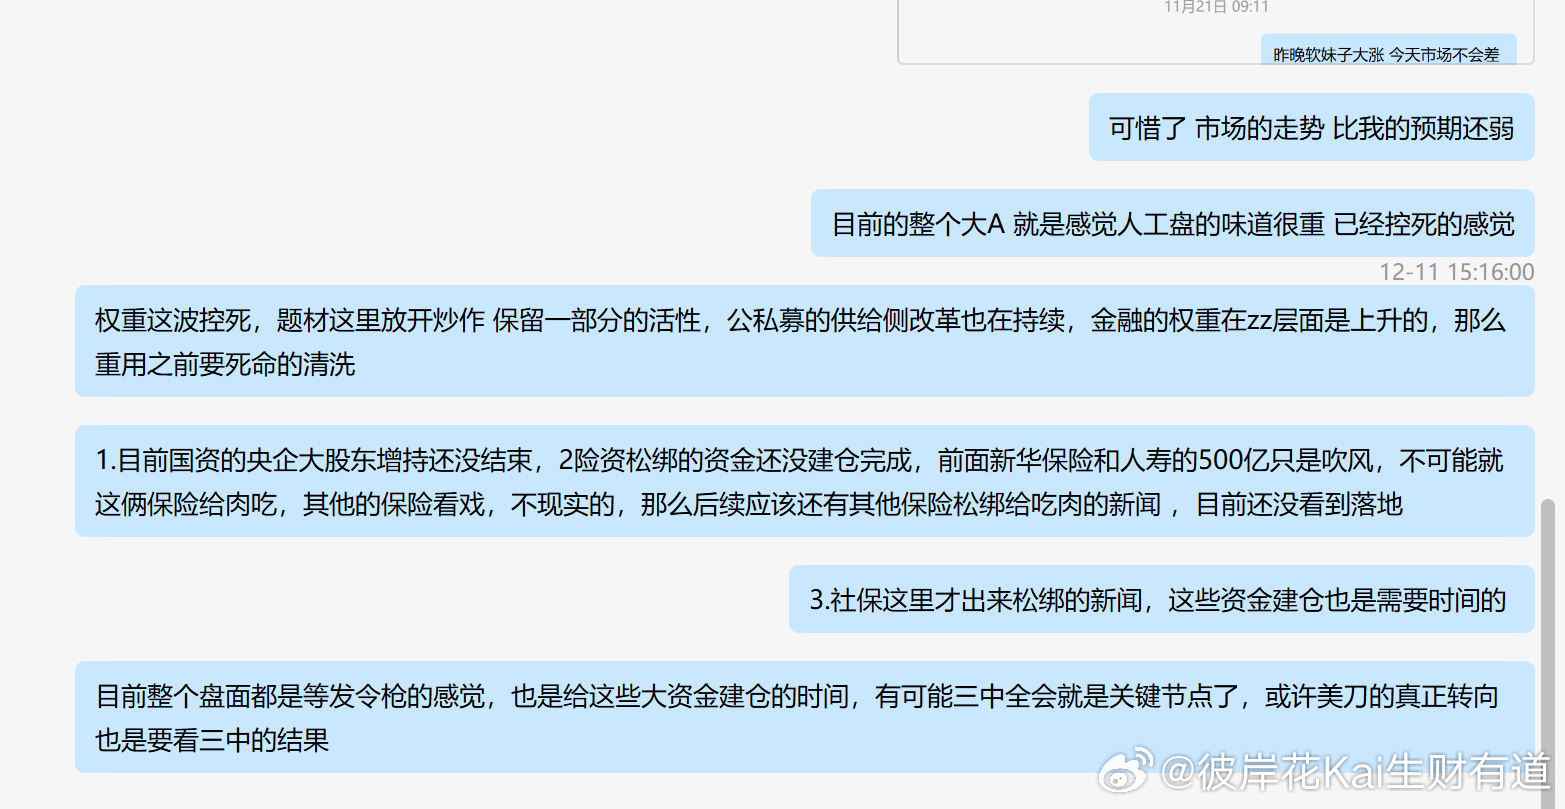 11月21日 09:11
昨晚软妹子大涨 今天市场不会差
可惜了 市场的走势 比我的预期还弱
目前的整个大A 就是感觉人工盘的味道很重 已经控死的感觉
12-11 15:16:00
权重这波控死，题材这里放开炒作 保留一部分的活性，公私募的供给侧改革也在持续，金融的权重在zz层面是上升的，那么
重用之前要死命的清洗
1.目前国资的央企大股东增持还没结束，2险资松绑的资金还没建仓完成，前面新华保险和人寿的500亿只是吹风，不可能就
这俩保险给肉吃，其他的保险看戏，不现实的，那么后续应该还有其他保险松绑给吃肉的新闻 ，目前还没看到落地
3.社保这里才出来松绑的新闻，这些资金建仓也是需要时间的
目前整个盘面都是等发令枪的感觉，也是给这些大资金建仓的时间，有可能三中全会就是关键节点了，或许美刀的真正转向
也是要看三中的结果
@彼岸花Kai生财有道